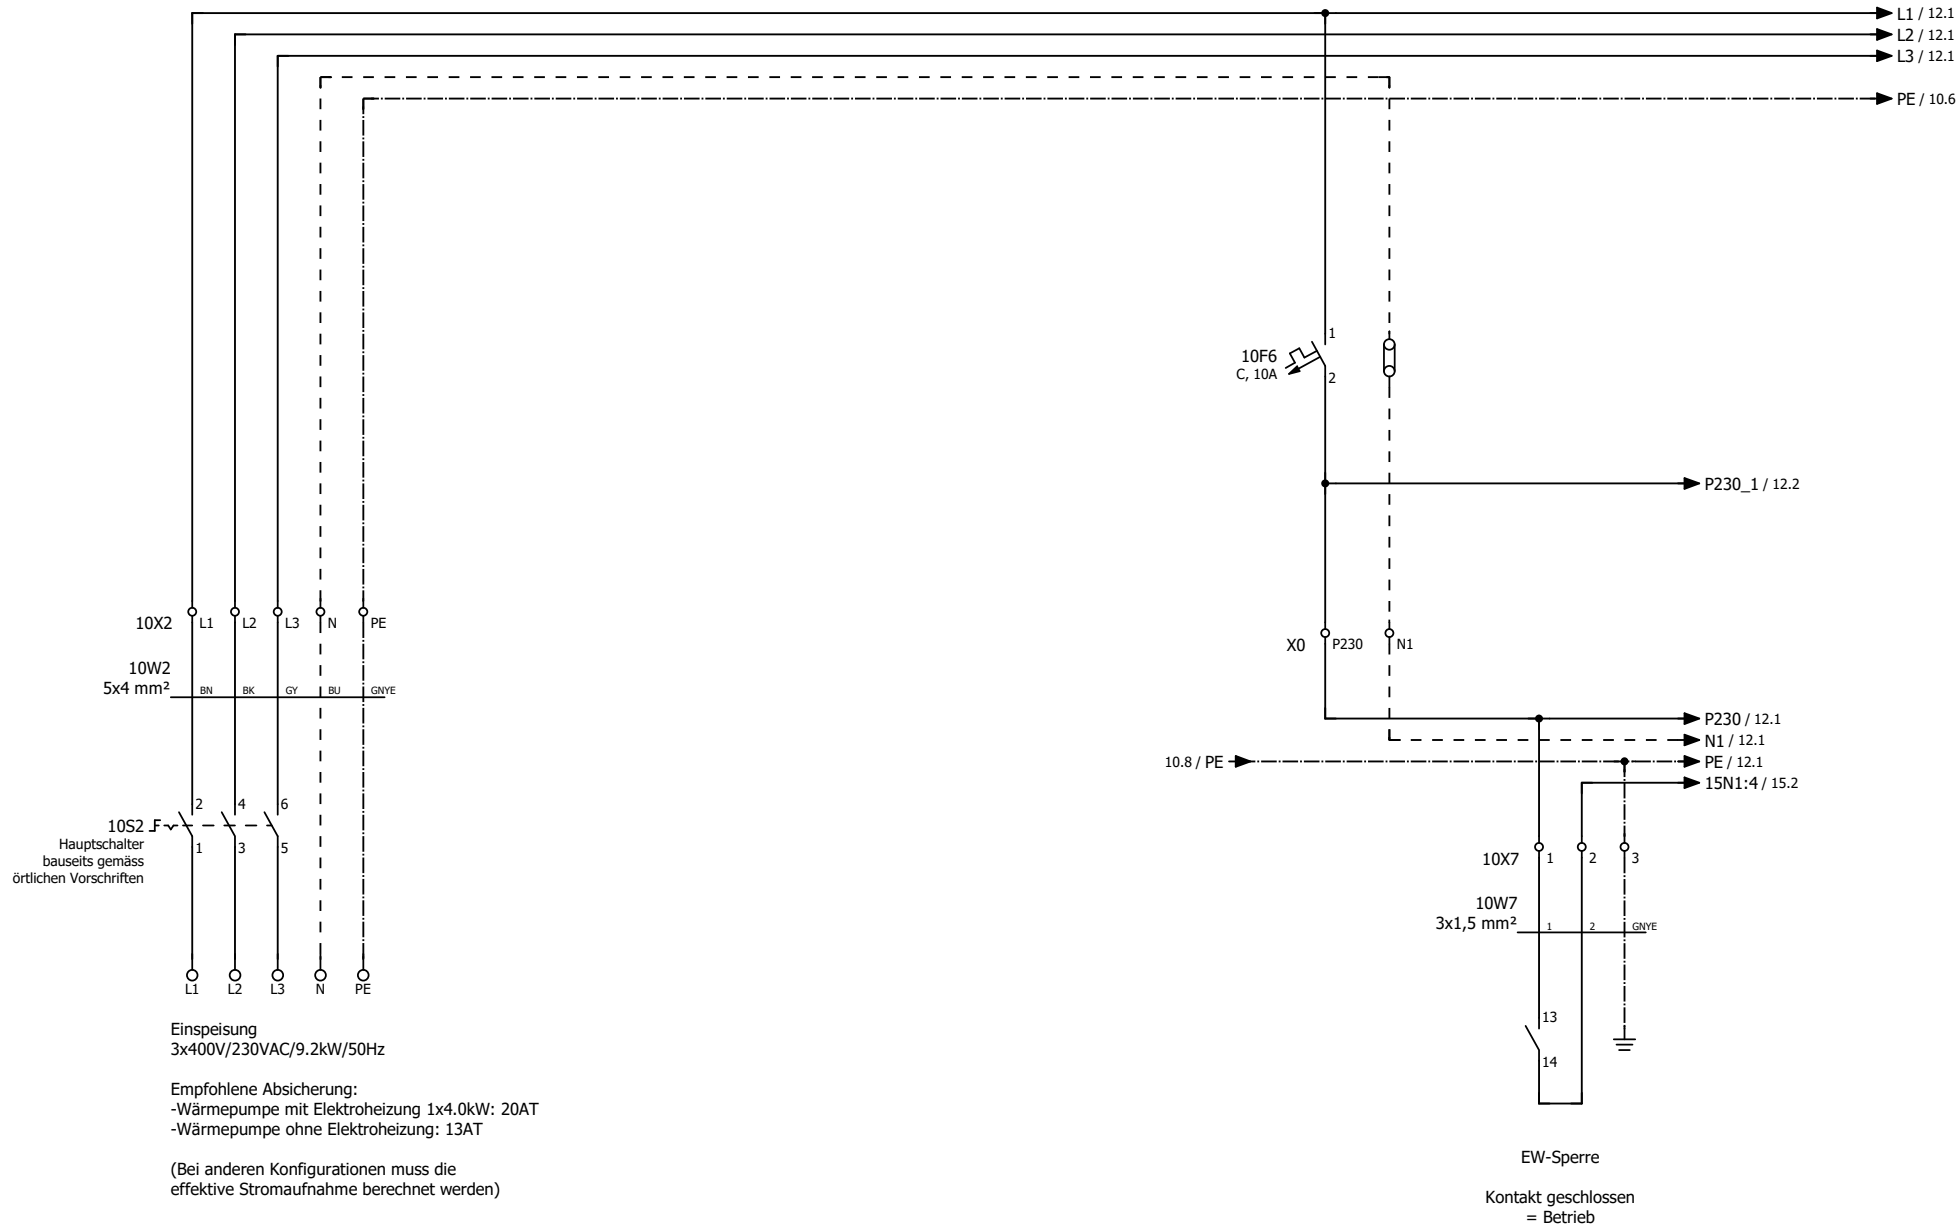 L1 / 12.1
L2 / 12.1
L3 / 12.1
PE / 10.6
1
10F6
C, 10A
2
P230_1 / 12.2
10X2 L1 L2 L3 N PE
X0 P230 N1
10W2
5x4 mm²
BN BK GY BU GNYE
P230 / 12.1
N1 / 12.1
10.8 / PE
PE / 12.1
15N1:4 / 15.2
2 4 6
10S2
Hauptschalter
bauseits gemäss
örtlichen Vorschriften
1 3 5
10X7 1 2 3
10W7
3x1,5 mm²
1 2 GNYE
L1 L2 L3 N PE
13
14
Einspeisung
3x400V/230VAC/9.2kW/50Hz
Empfohlene Absicherung:
-Wärmepumpe mit Elektroheizung 1x4.0kW: 20AT
-Wärmepumpe ohne Elektroheizung: 13AT
(Bei anderen Konfigurationen muss die
effektive Stromaufnahme berechnet werden)
EW-Sperre
Kontakt geschlossen
= Betrieb